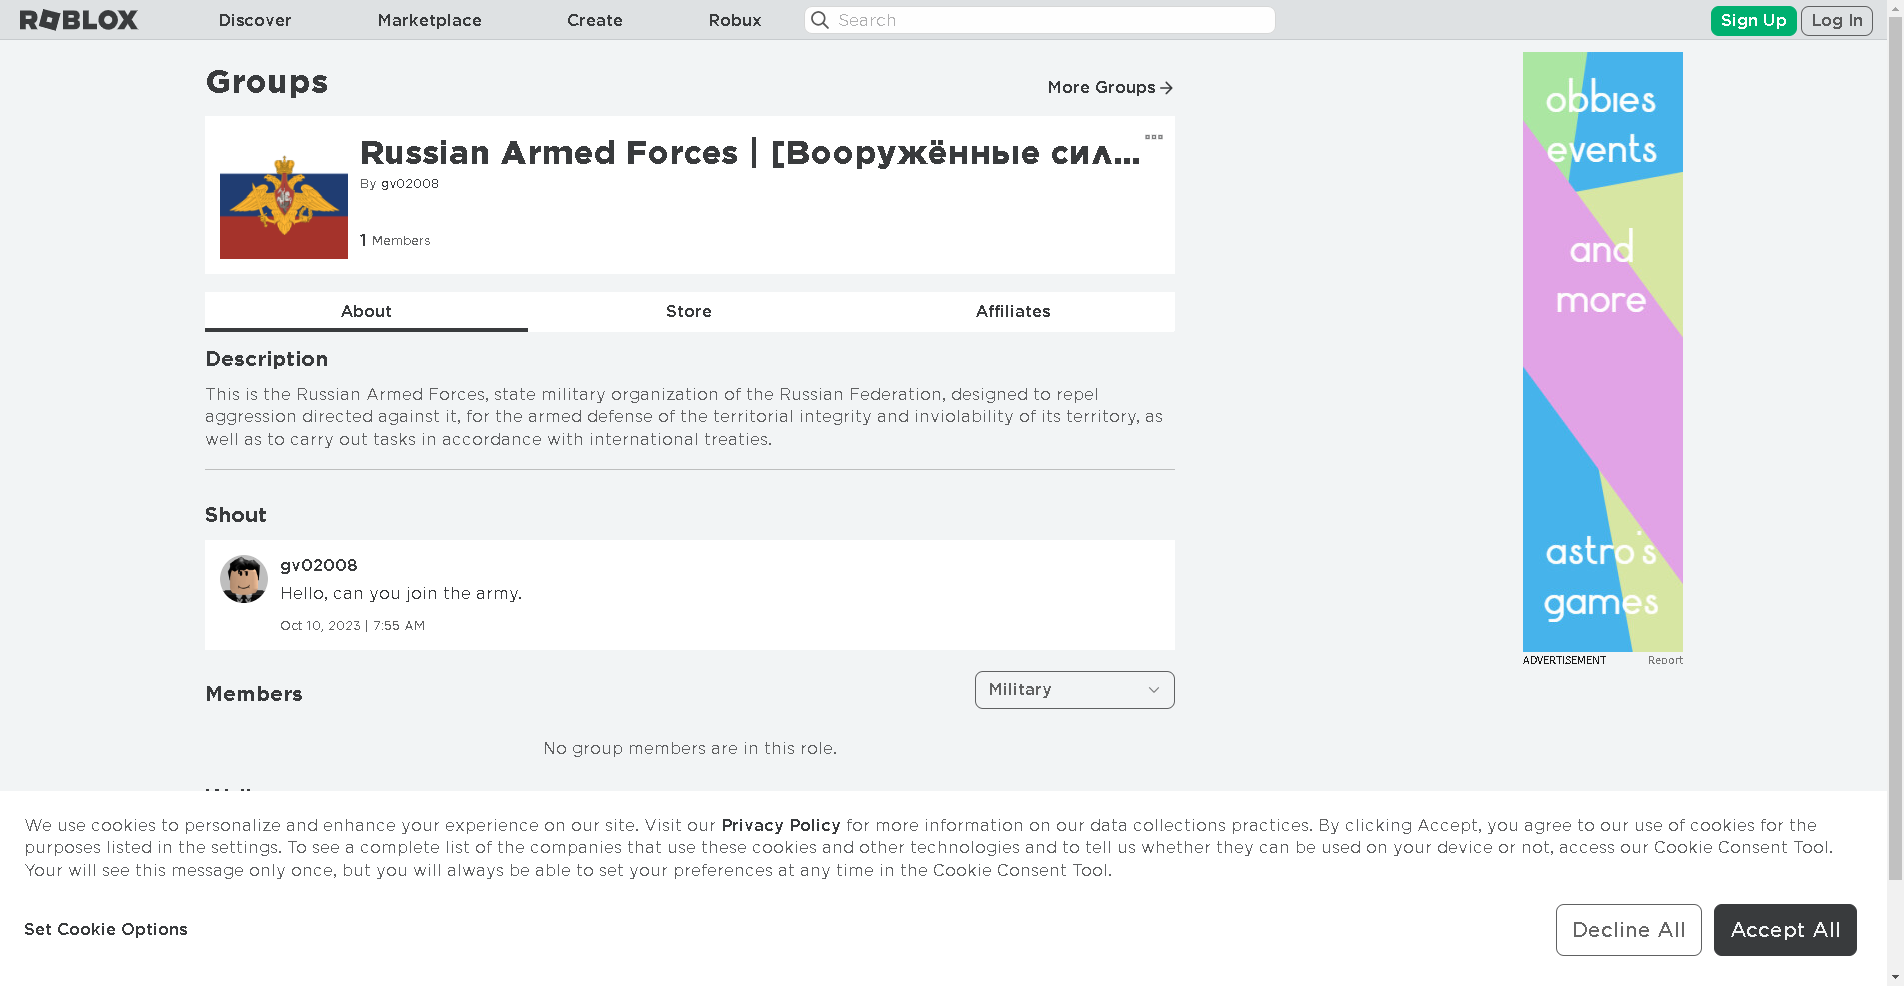 ROBLOX
Discover
Marketplace
Create
Robux
Search
Sign Up
Log In
Groups
More Groups
Russian Armed Forces | [Вооружённые сил...
By gv02008
1 Members
About
Store
Affiliates
Description
This is the Russian Armed Forces, state military organization of the Russian Federation, designed to repel
aggression directed against it, for the armed defense of the territorial integrity and inviolability of its territory, as
well as to carry out tasks in accordance with international treaties.
Shout
gv02008
Hello, can you join the army.
Oct 10, 2023 | 7:55 AM
Members
Military
No group members are in this role.
obbies
events
and
more
astro's
games
ADVERTISEMENT
Report
We use cookies to personalize and enhance your experience on our site. Visit our Privacy Policy for more information on our data collections practices. By clicking Accept, you agree to our use of cookies for the
purposes listed in the settings. To see a complete list of the companies that use these cookies and other technologies and to tell us whether they can be used on your device or not, access our Cookie Consent Tool.
Your will see this message only once, but you will always be able to set your preferences at any time in the Cookie Consent Tool.
Set Cookie Options
Decline All
Accept All